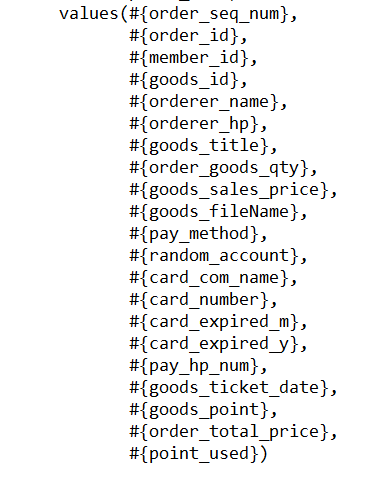 values(#{order_seq_num},
#{order_id},
#{member_id},
#{goods_id},
#{orderer_name},
#{orderer_hp},
#{goods_title},
#{order_goods_qty},
#{goods_sales_price},
#{goods_fileName},
#{pay_method},
#{random_account},
#{card_com_name},
#{card_number},
#{card_expired_m},
#{card_expired_y},
#{pay_hp_num},
#{goods_ticket_date},
#{goods_point},
#{order_total_price},
#{point_used})